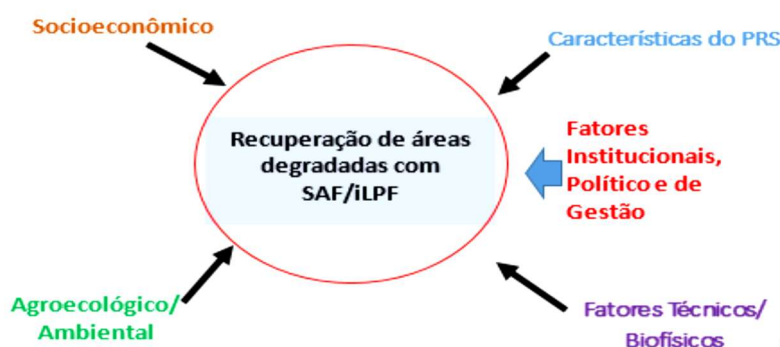 Socioeconômico
Características do PRS
Recuperação de áreas
degradadas com
SAF/iLPF
Fatores
Institucionais,
Político e de
Gestão
Agroecológico/
Ambiental
Fatores Técnicos/
Biofísicos